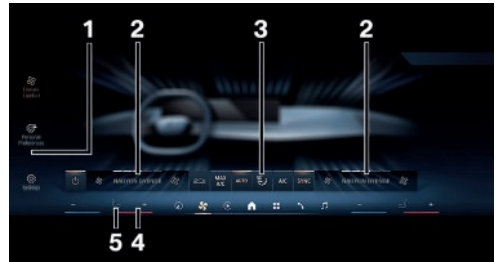 1
2
3
2
Climate
control
Personal
Preferences
Settings
MAX
A/C
AUTO
A/C
SYNC
5
4